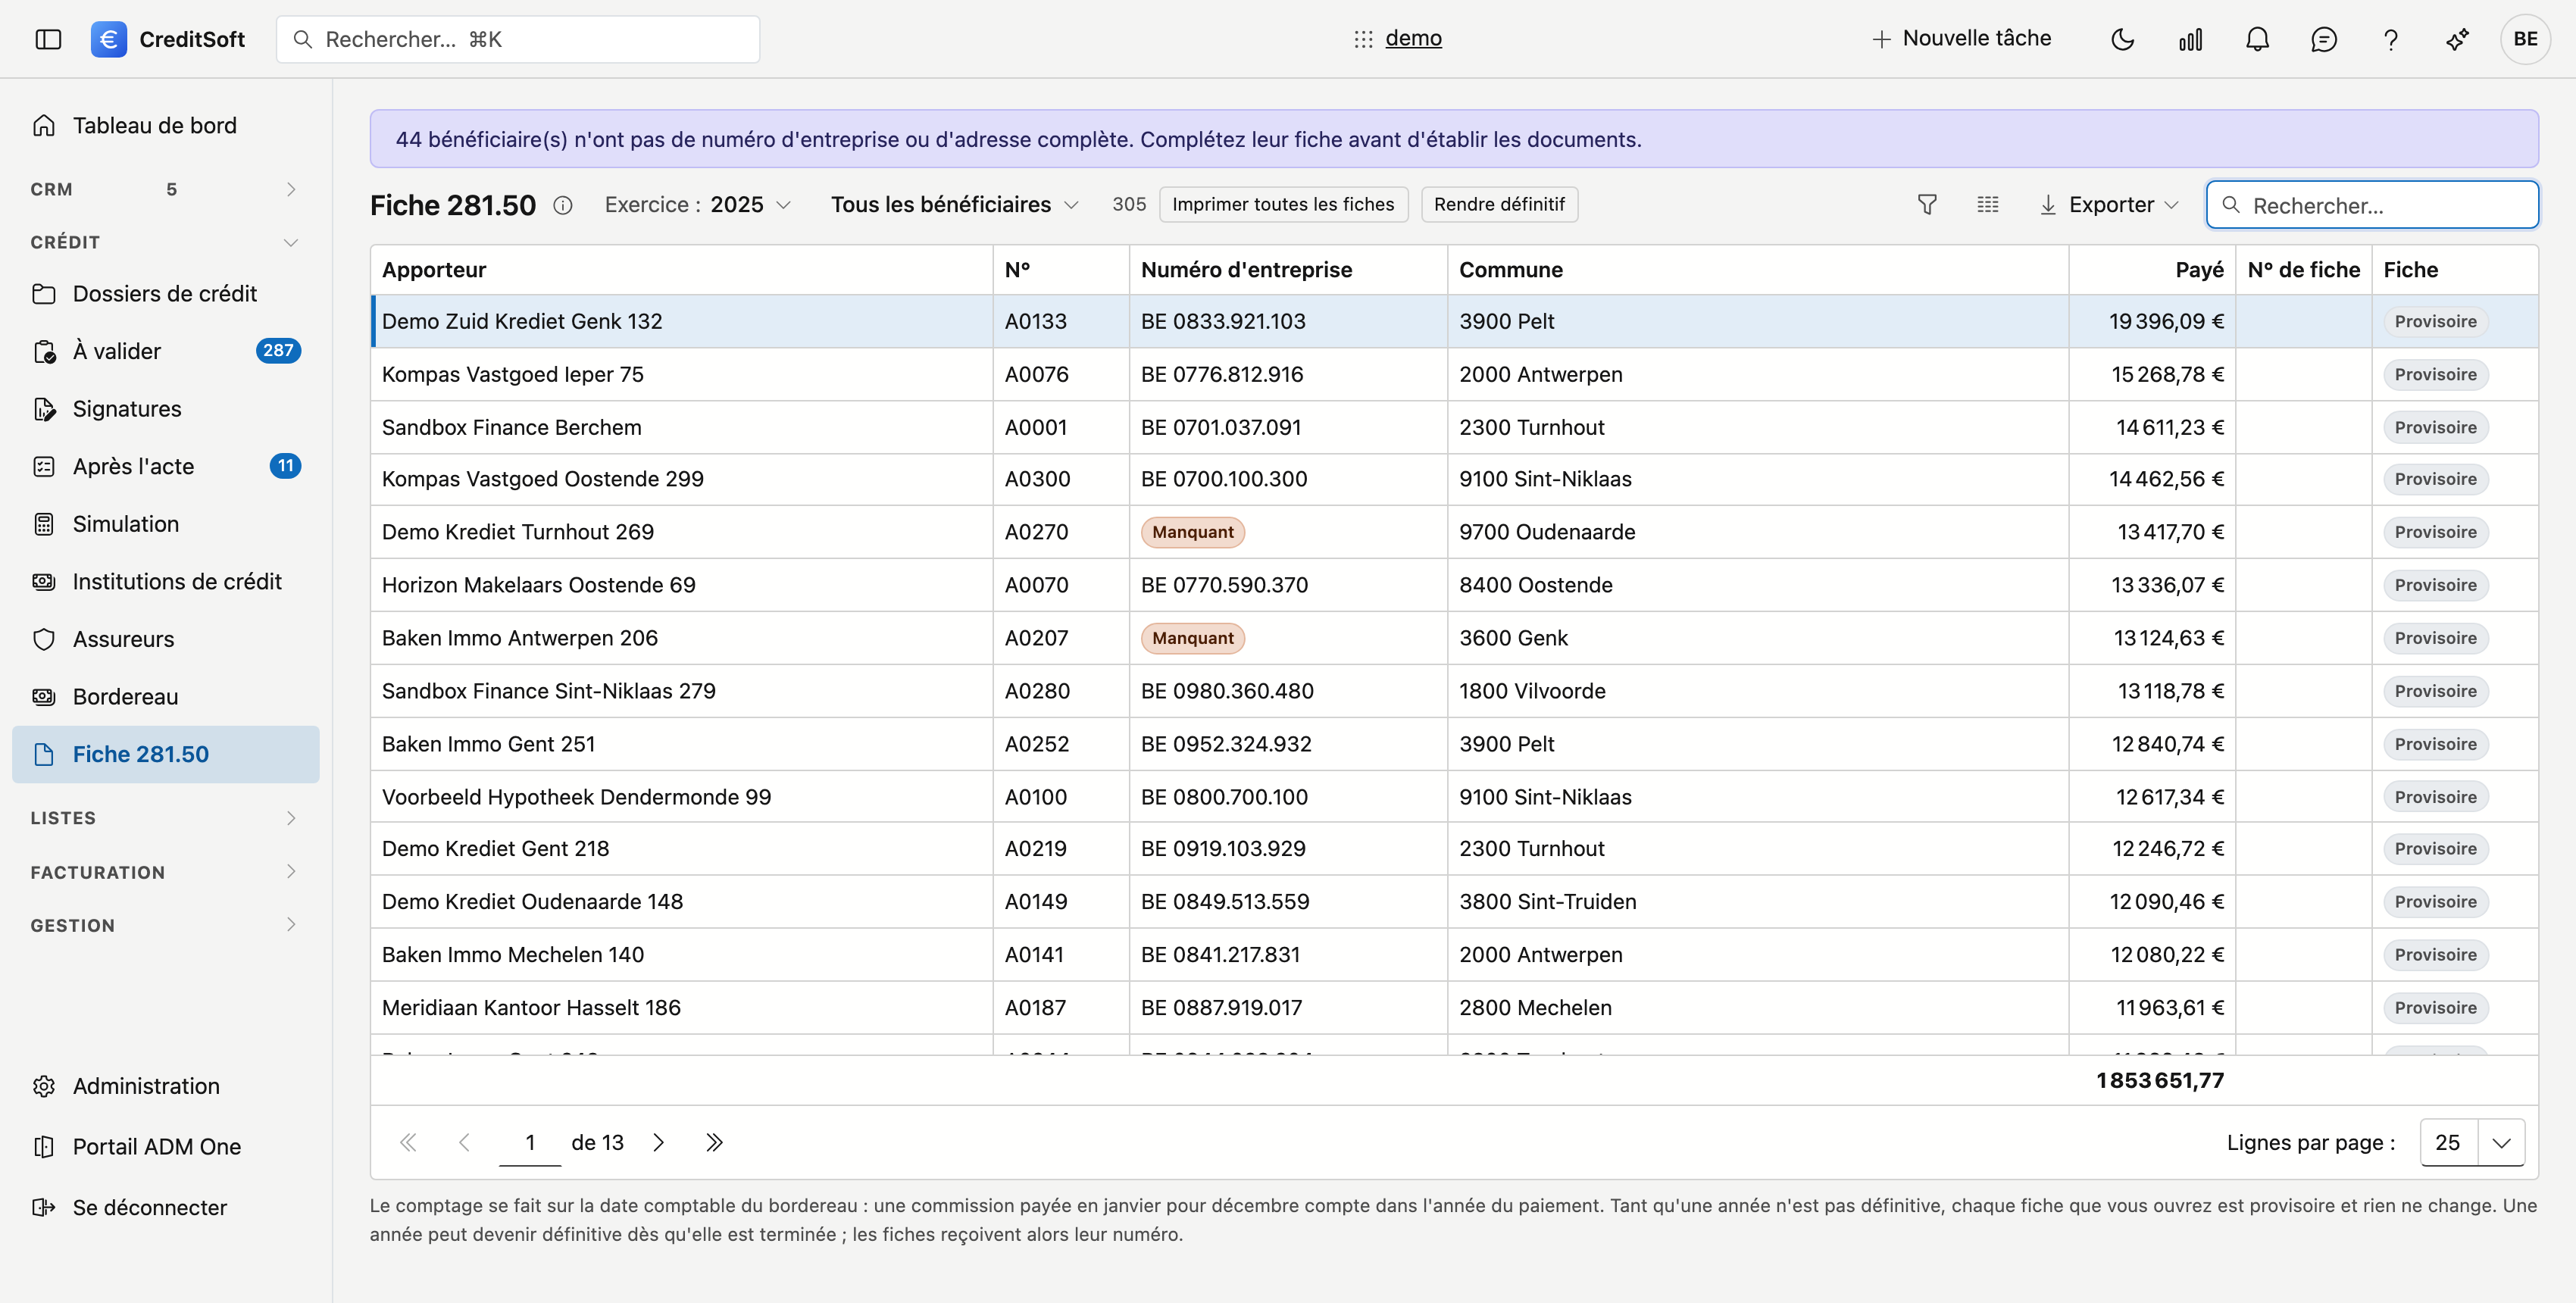 CreditSoft
Rechercher... ⌘K
demo
Nouvelle tâche
BE
Tableau de bord
CRM 5
CRÉDIT
Dossiers de crédit
À valider 287
Signatures
Après l'acte 11
Simulation
Institutions de crédit
Assureurs
Bordereau
Fiche 281.50
LISTES
FACTURATION
GESTION
Administration
Portail ADM One
Se déconnecter
44 bénéficiaire(s) n'ont pas de numéro d'entreprise ou d'adresse complète. Complétez leur fiche avant d'établir les documents.
Fiche 281.50 Exercice : 2025 Tous les bénéficiaires 305 Imprimer toutes les fiches Rendre définitif Exporter Rechercher...
Apporteur N° Numéro d'entreprise Commune Payé N° de fiche Fiche
Demo Zuid Krediet Genk 132 A0133 BE 0833.921.103 3900 Pelt 19 396,09 € Provisoire
Kompas Vastgoed Ieper 75 A0076 BE 0776.812.916 2000 Antwerpen 15 268,78 € Provisoire
Sandbox Finance Berchem A0001 BE 0701.037.091 2300 Turnhout 14 611,23 € Provisoire
Kompas Vastgoed Oostende 299 A0300 BE 0700.100.300 9100 Sint-Niklaas 14 462,56 € Provisoire
Demo Krediet Turnhout 269 A0270 Manquant 9700 Oudenaarde 13 417,70 € Provisoire
Horizon Makelaars Oostende 69 A0070 BE 0770.590.370 8400 Oostende 13 336,07 € Provisoire
Baken Immo Antwerpen 206 A0207 Manquant 3600 Genk 13 124,63 € Provisoire
Sandbox Finance Sint-Niklaas 279 A0280 BE 0980.360.480 1800 Vilvoorde 13 118,78 € Provisoire
Baken Immo Gent 251 A0252 BE 0952.324.932 3900 Pelt 12 840,74 € Provisoire
Voorbeeld Hypotheek Dendermonde 99 A0100 BE 0800.700.100 9100 Sint-Niklaas 12 617,34 € Provisoire
Demo Krediet Gent 218 A0219 BE 0919.103.929 2300 Turnhout 12 246,72 € Provisoire
Demo Krediet Oudenaarde 148 A0149 BE 0849.513.559 3800 Sint-Truiden 12 090,46 € Provisoire
Baken Immo Mechelen 140 A0141 BE 0841.217.831 2000 Antwerpen 12 080,22 € Provisoire
Meridiaan Kantoor Hasselt 186 A0187 BE 0887.919.017 2800 Mechelen 11 963,61 € Provisoire
1 853 651,77
1 de 13
Lignes par page : 25
Le comptage se fait sur la date comptable du bordereau : une commission payée en janvier pour décembre compte dans l'année du paiement. Tant qu'une année n'est pas définitive, chaque fiche que vous ouvrez est provisoire et rien ne change. Une
année peut devenir définitive dès qu'elle est terminée ; les fiches reçoivent alors leur numéro.